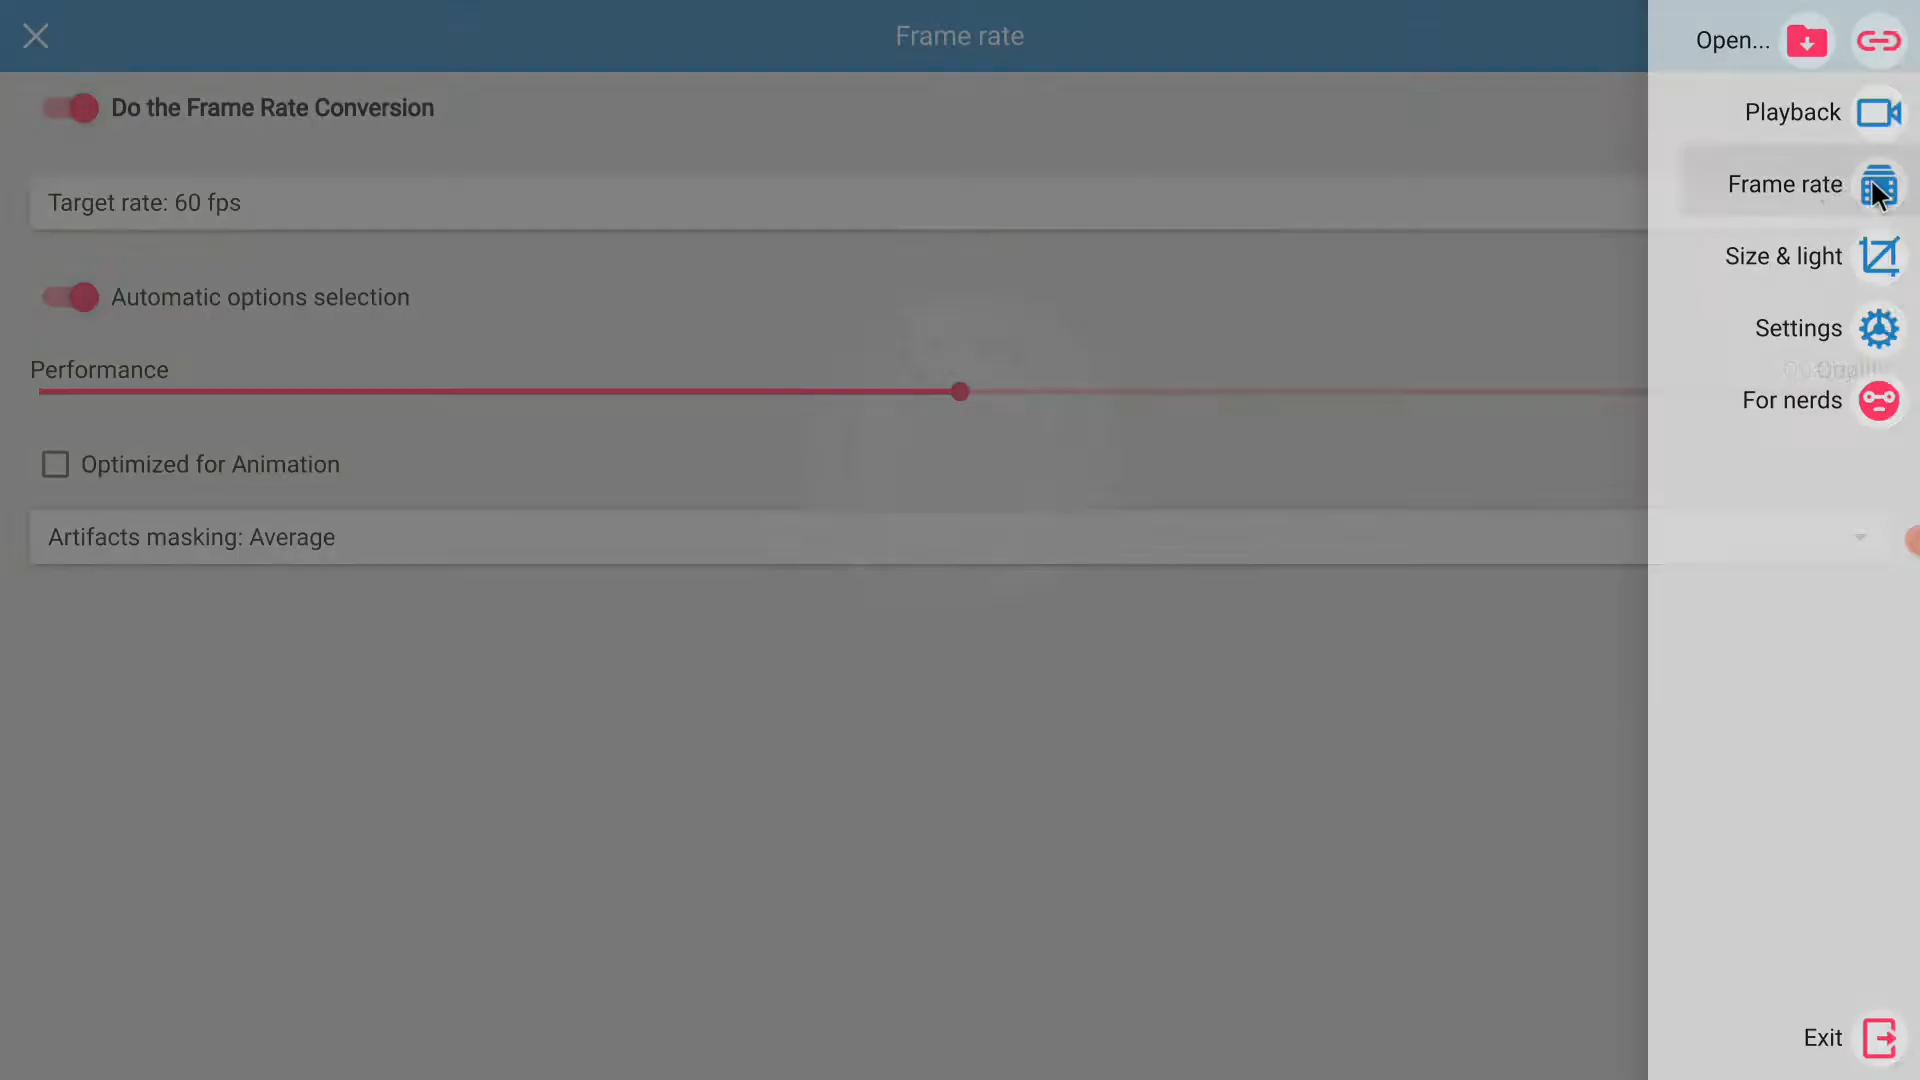 Frame rate
Open...
Do the Frame Rate Conversion
Playback
Target rate: 60 fps
Frame rate
Size & light
Automatic options selection
Settings
Performance
For nerds
Optimized for Animation
Artifacts masking: Average
Exit